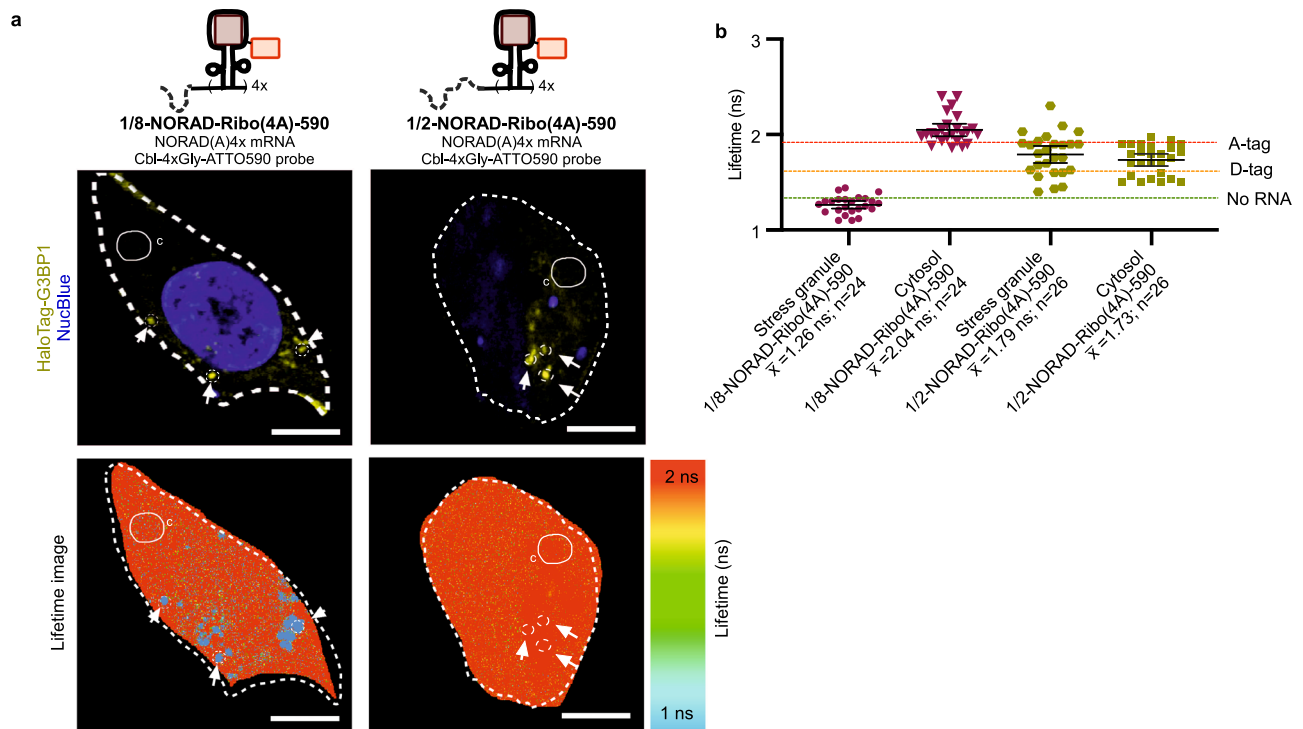 a
4x
1/8-NORAD-Ribo(4A)-590
NORAD(A)4x mRNA
Cbl-4xGly-ATTO590 probe
4x
1/2-NORAD-Ribo(4A)-590
NORAD(A)4x mRNA
Cbl-4xGly-ATTO590 probe
HaloTag-G3BP1
NucBlue
c
c
Lifetime image
c
c
2 ns
1 ns
Lifetime (ns)
b
Lifetime (ns)
3
2
1
A-tag
D-tag
No RNA
Stress granule
1/8-NORAD-Ribo(4A)-590
x̅ =1.26 ns; n=24
Cytosol
1/8-NORAD-Ribo(4A)-590
x̅ =2.04 ns; n=24
Stress granule
1/2-NORAD-Ribo(4A)-590
x̅ =1.79 ns; n=26
Cytosol
1/2-NORAD-Ribo(4A)-590
x̅ =1.73; n=26